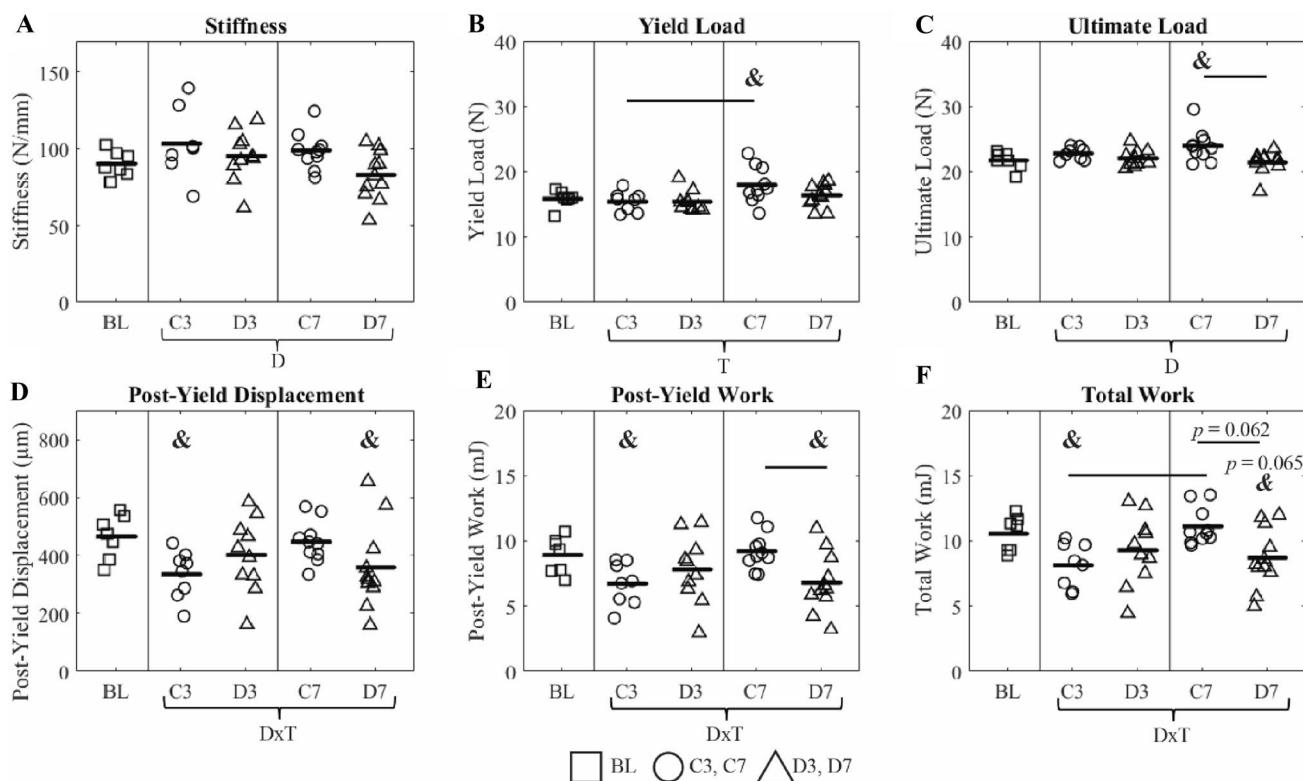 A Stiffness
Stiffness (N/mm)
150
100
50
0
BL C3 D3 C7 D7
D
B Yield Load
Yield Load (N)
40
30
20
10
0
&
BL C3 D3 C7 D7
T
C Ultimate Load
Ultimate Load (N)
40
30
20
10
0
&
BL C3 D3 C7 D7
D
D Post-Yield Displacement
Post-Yield Displacement (μm)
800
600
400
200
0
& &
BL C3 D3 C7 D7
DxT
E Post-Yield Work
Post-Yield Work (mJ)
20
15
10
5
0
& &
BL C3 D3 C7 D7
DxT
F Total Work
Total Work (mJ)
20
15
10
5
0
&
p = 0.062
p = 0.065
&
BL C3 D3 C7 D7
DxT
BL C3, C7 D3, D7